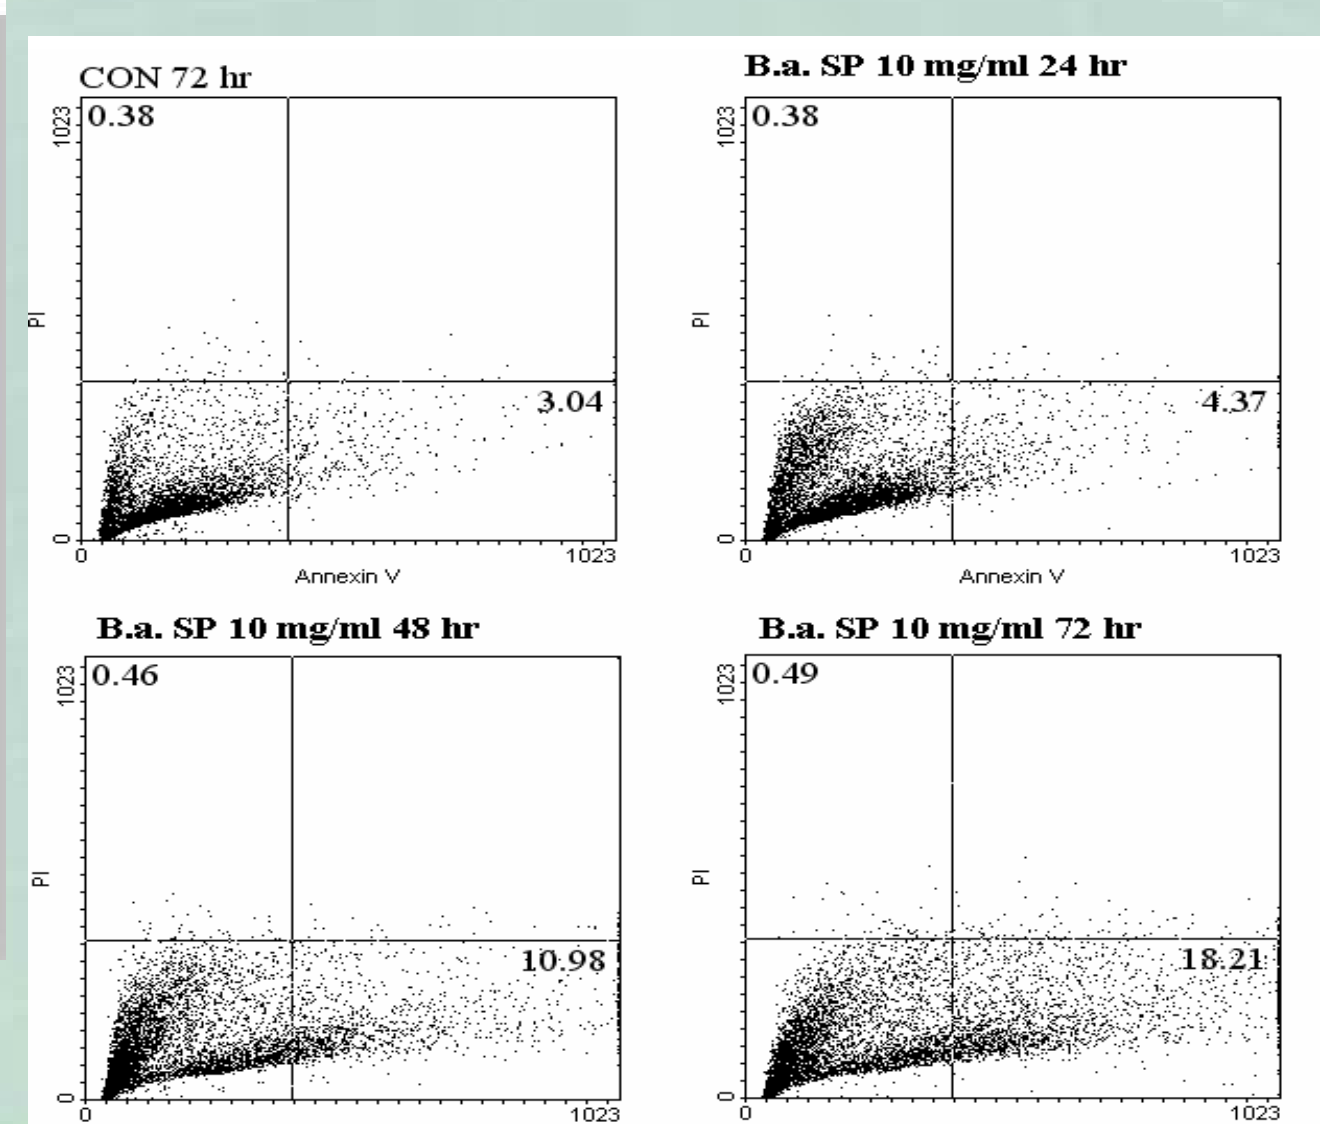 CON 72 hr
1023
0.38
PI
3.04
0
0
1023
Annexin V
B.a. SP 10 mg/ml 24 hr
1023
0.38
PI
4.37
0
0
1023
Annexin V
B.a. SP 10 mg/ml 48 hr
1023
0.46
PI
10.98
0
0
1023
B.a. SP 10 mg/ml 72 hr
1023
0.49
PI
18.21
0
0
1023